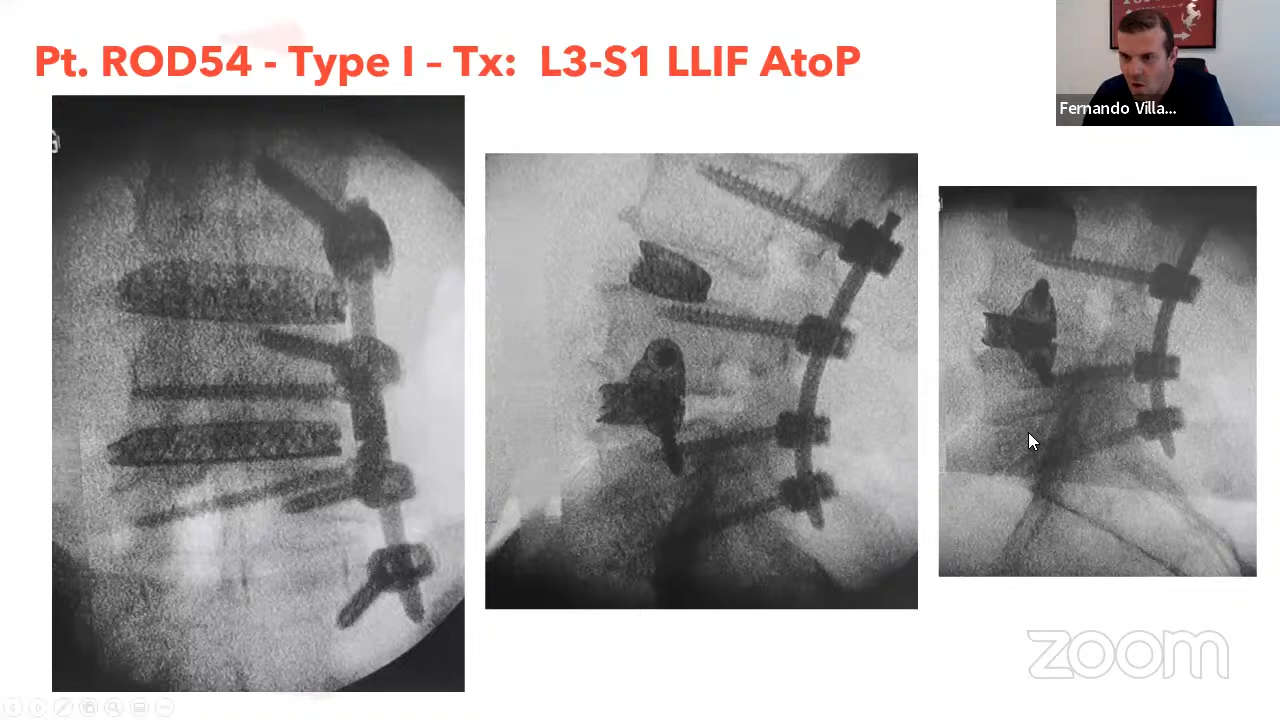 Pt. ROD54 - Type I – Tx: L3-S1 LLIF AtoP
Fernando Villa...
zoom